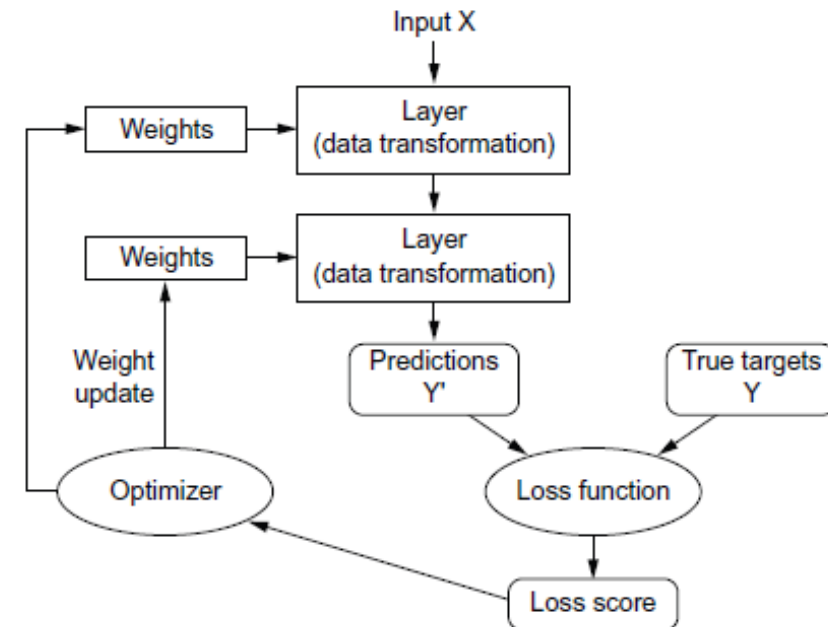 Input X
Weights
Layer
(data transformation)
Weights
Layer
(data transformation)
Weight
update
Predictions
Y'
True targets
Y
Optimizer
Loss function
Loss score